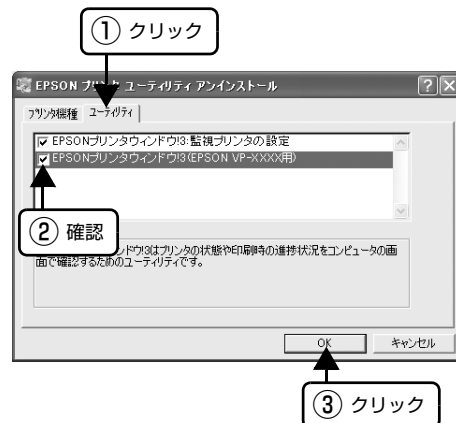 ① クリック
EPSON プリンタ ユーティリティ アンインストール
プリンタ機種 ユーティリティ
EPSONプリンタウィンドウ!3:監視プリンタの設定
EPSONプリンタウィンドウ!3(EPSON VP-XXXX用)
② 確認
ンドウ!3はプリンタの状態や印刷時の進捗状況をコンピュータの画
面で確認するためのユーティリティです。
OK キャンセル
③ クリック